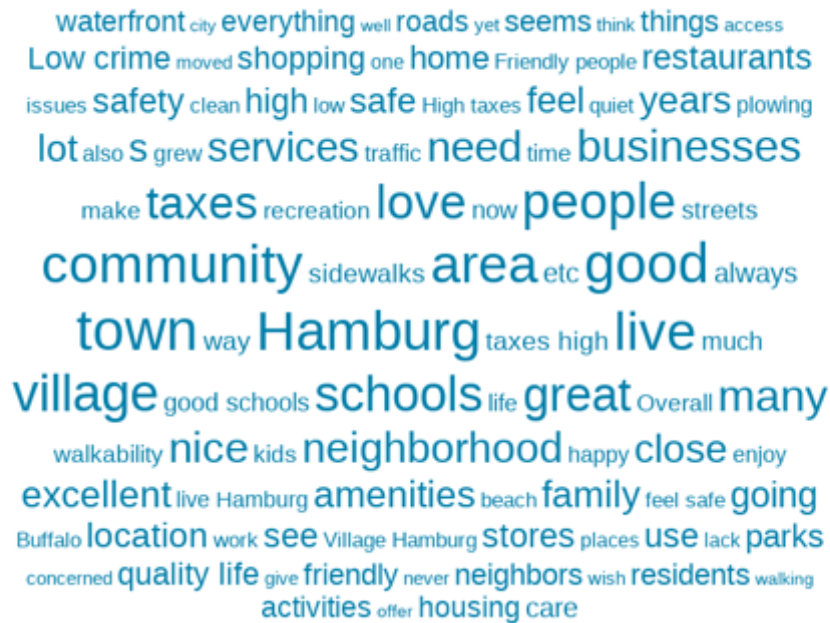 waterfront city everything well roads yet seems think things access
Low crime moved shopping one home Friendly people restaurants
issues safety clean high low safe High taxes feel quiet years plowing
lot also s grew services traffic need time businesses
make taxes recreation love now people streets
community sidewalks area etc good always
town way Hamburg taxes high live much
village good schools schools life great Overall many
walkability nice kids neighborhood happy close enjoy
excellent live Hamburg amenities beach family feel safe going
Buffalo location work see Village Hamburg stores places use lack parks
concerned quality life give friendly never neighbors wish residents walking
activities offer housing care